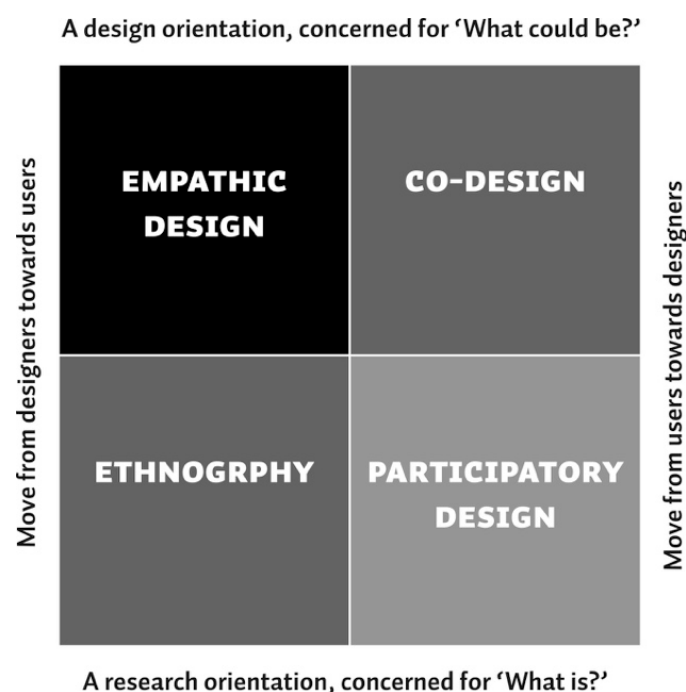 A design orientation, concerned for ‘What could be?’
Move from designers towards users
EMPATHIC
DESIGN
CO-DESIGN
Move from users towards designers
ETHNOGRPHY
PARTICIPATORY
DESIGN
A research orientation, concerned for ‘What is?’